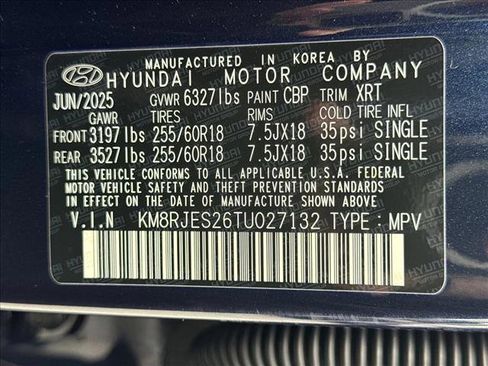 MANUFACTURED IN KOREA BY
HYUNDAI MOTOR COMPANY
JUN/2025 GVWR 6327lbs PAINT CBP TRIM XRT
GAWR TIRES RIMS COLD TIRE INFL
FRONT 3197lbs 255/60R18 7.5JX18 35psi SINGLE
REAR 3527lbs 255/60R18 7.5JX18 35psi SINGLE
THIS VEHICLE CONFORMS TO ALL APPLICABLE U.S.A. FEDERAL
MOTOR VEHICLE SAFETY STANDARDS IN EFFECT ON THE DATE OF
MANUFACTURE SHOWN ABOVE.
V.I.N KM8RJES26TU027132 TYPE : MPV